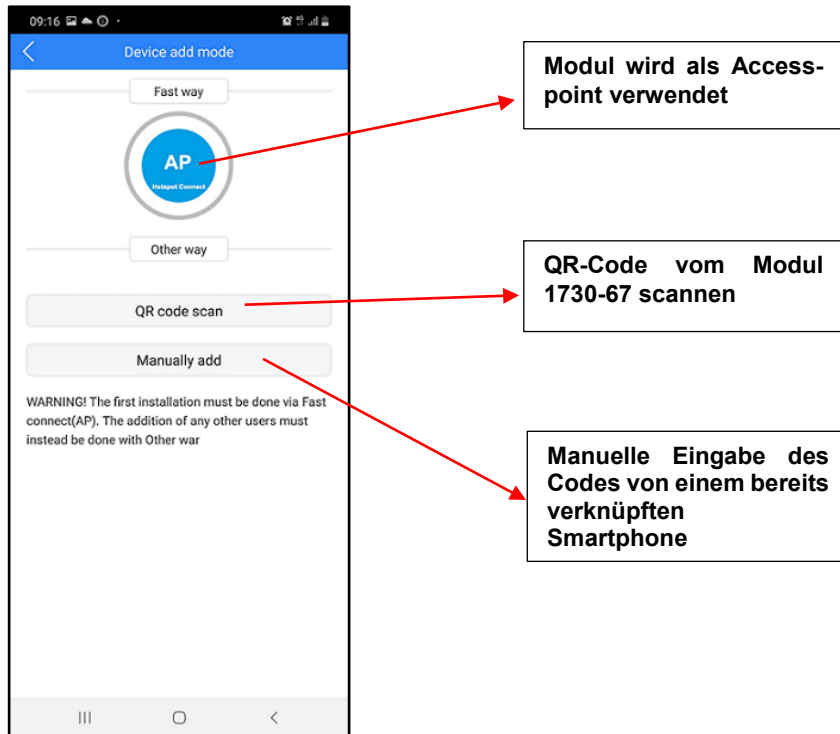 09:16
Device add mode
Fast way
AP
Hotspot Connect
Other way
QR code scan
Manually add
WARNING! The first installation must be done via Fast
connect(AP). The addition of any other users must
instead be done with Other war
Modul wird als Access-
point verwendet
QR-Code vom Modul
1730-67 scannen
Manuelle Eingabe des
Codes von einem bereits
verknüpften
Smartphone